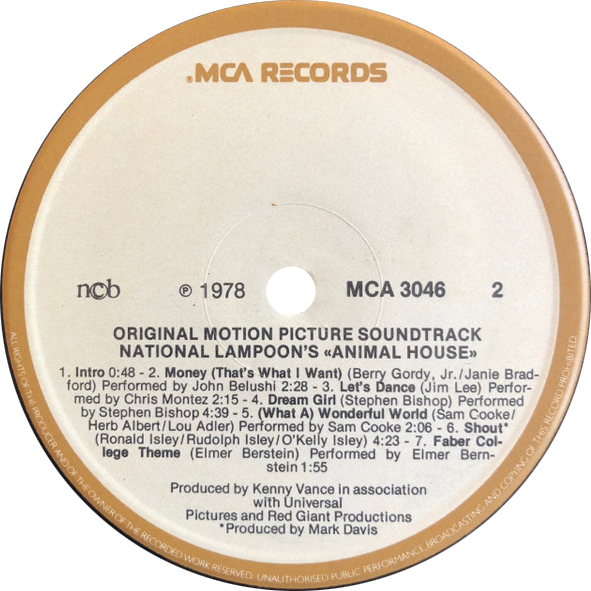 ®MCA RECORDS
ncb
℗ 1978
MCA 3046
2
ORIGINAL MOTION PICTURE SOUNDTRACK
NATIONAL LAMPOON'S «ANIMAL HOUSE»
1. Intro 0:48 - 2. Money (That's What I Want) (Berry Gordy, Jr./Janie Brad-
ford) Performed by John Belushi 2:28 - 3. Let's Dance (Jim Lee) Perfor-
med by Chris Montez 2:15 - 4. Dream Girl (Stephen Bishop) Performed
by Stephen Bishop 4:39 - 5. (What A) Wonderful World (Sam Cooke/
Herb Albert/Lou Adler) Performed by Sam Cooke 2:06 - 6. Shout*
(Ronald Isley/Rudolph Isley/O'Kelly Isley) 4:23 - 7. Faber Col-
lege Theme (Elmer Berstein) Performed by Elmer Bern-
stein 1:55
Produced by Kenny Vance in association
with Universal
Pictures and Red Giant Productions
*Produced by Mark Davis
ALL RIGHTS OF THE PRODUCER AND OF THE OWNER OF THE RECORDED WORK RESERVED. UNAUTHORISED PUBLIC PERFORMANCE, BROADCASTING AND COPYING OF THIS RECORD PROHIBITED.